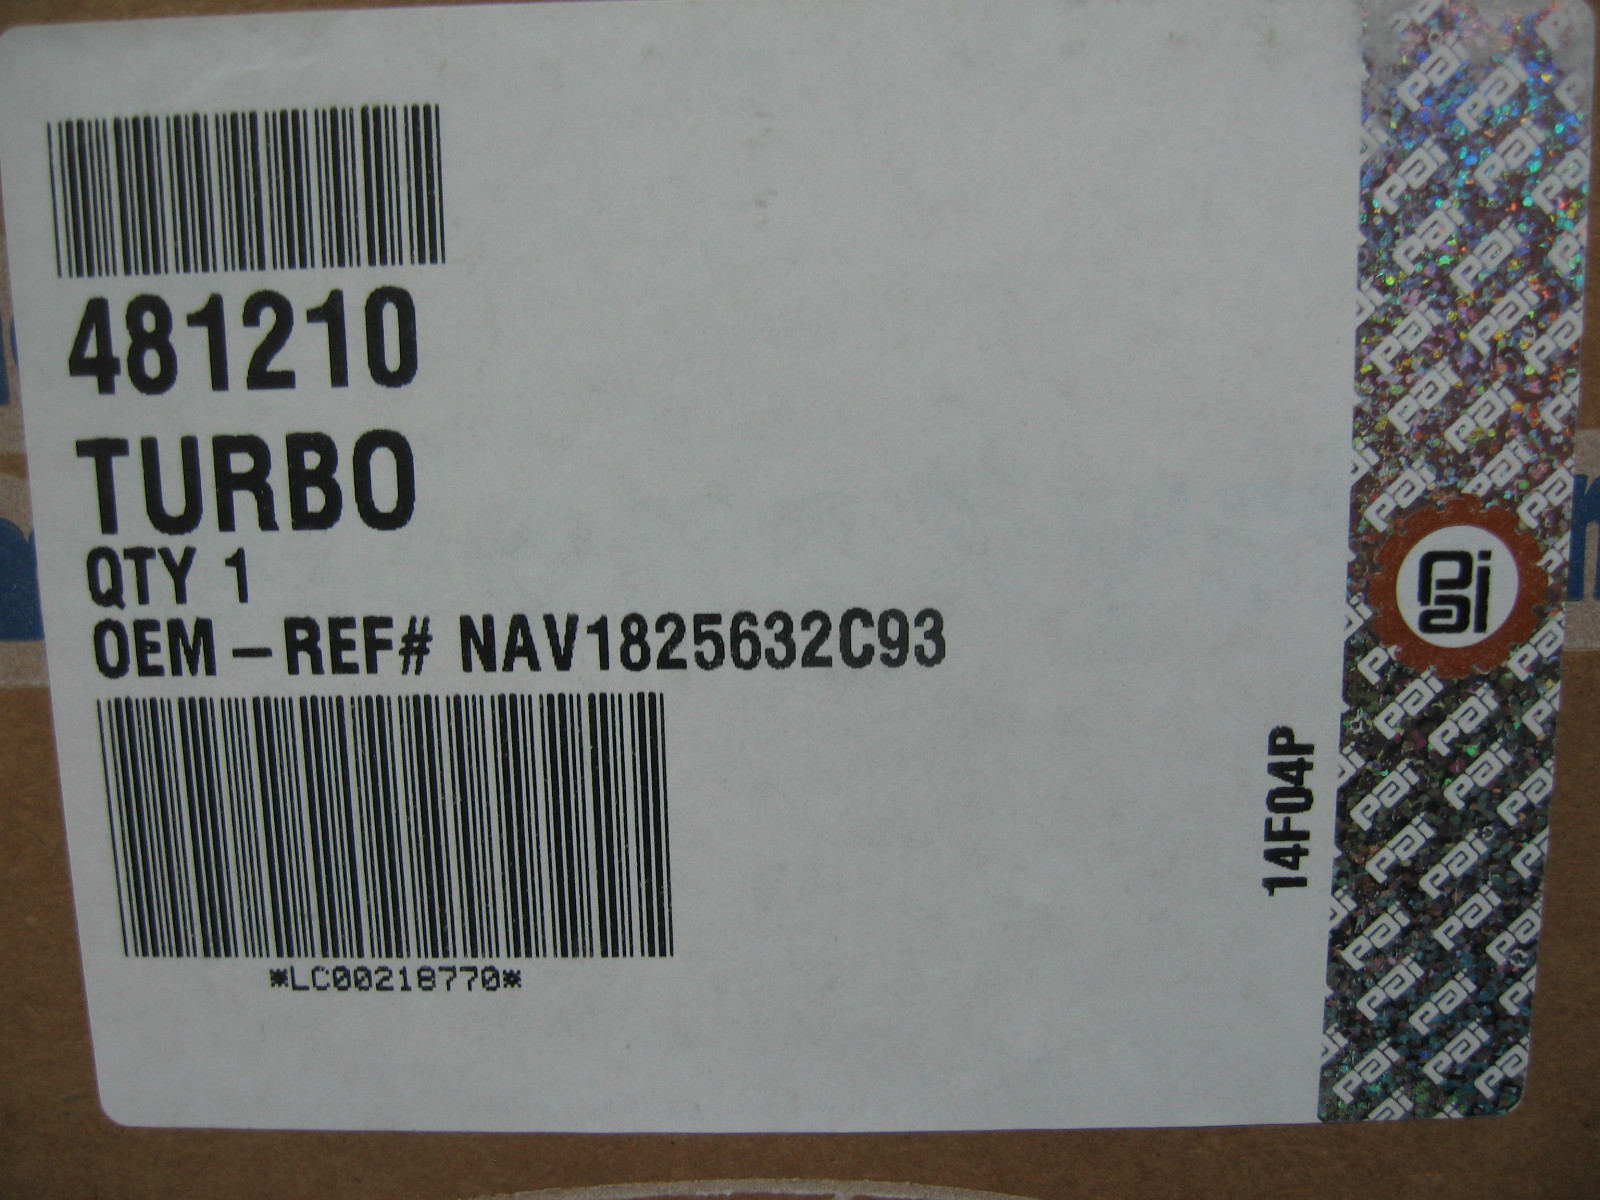 481210
TURBO
QTY 1
OEM-REF# NAV1825632C93
*LC00218770*
14F04P
pai